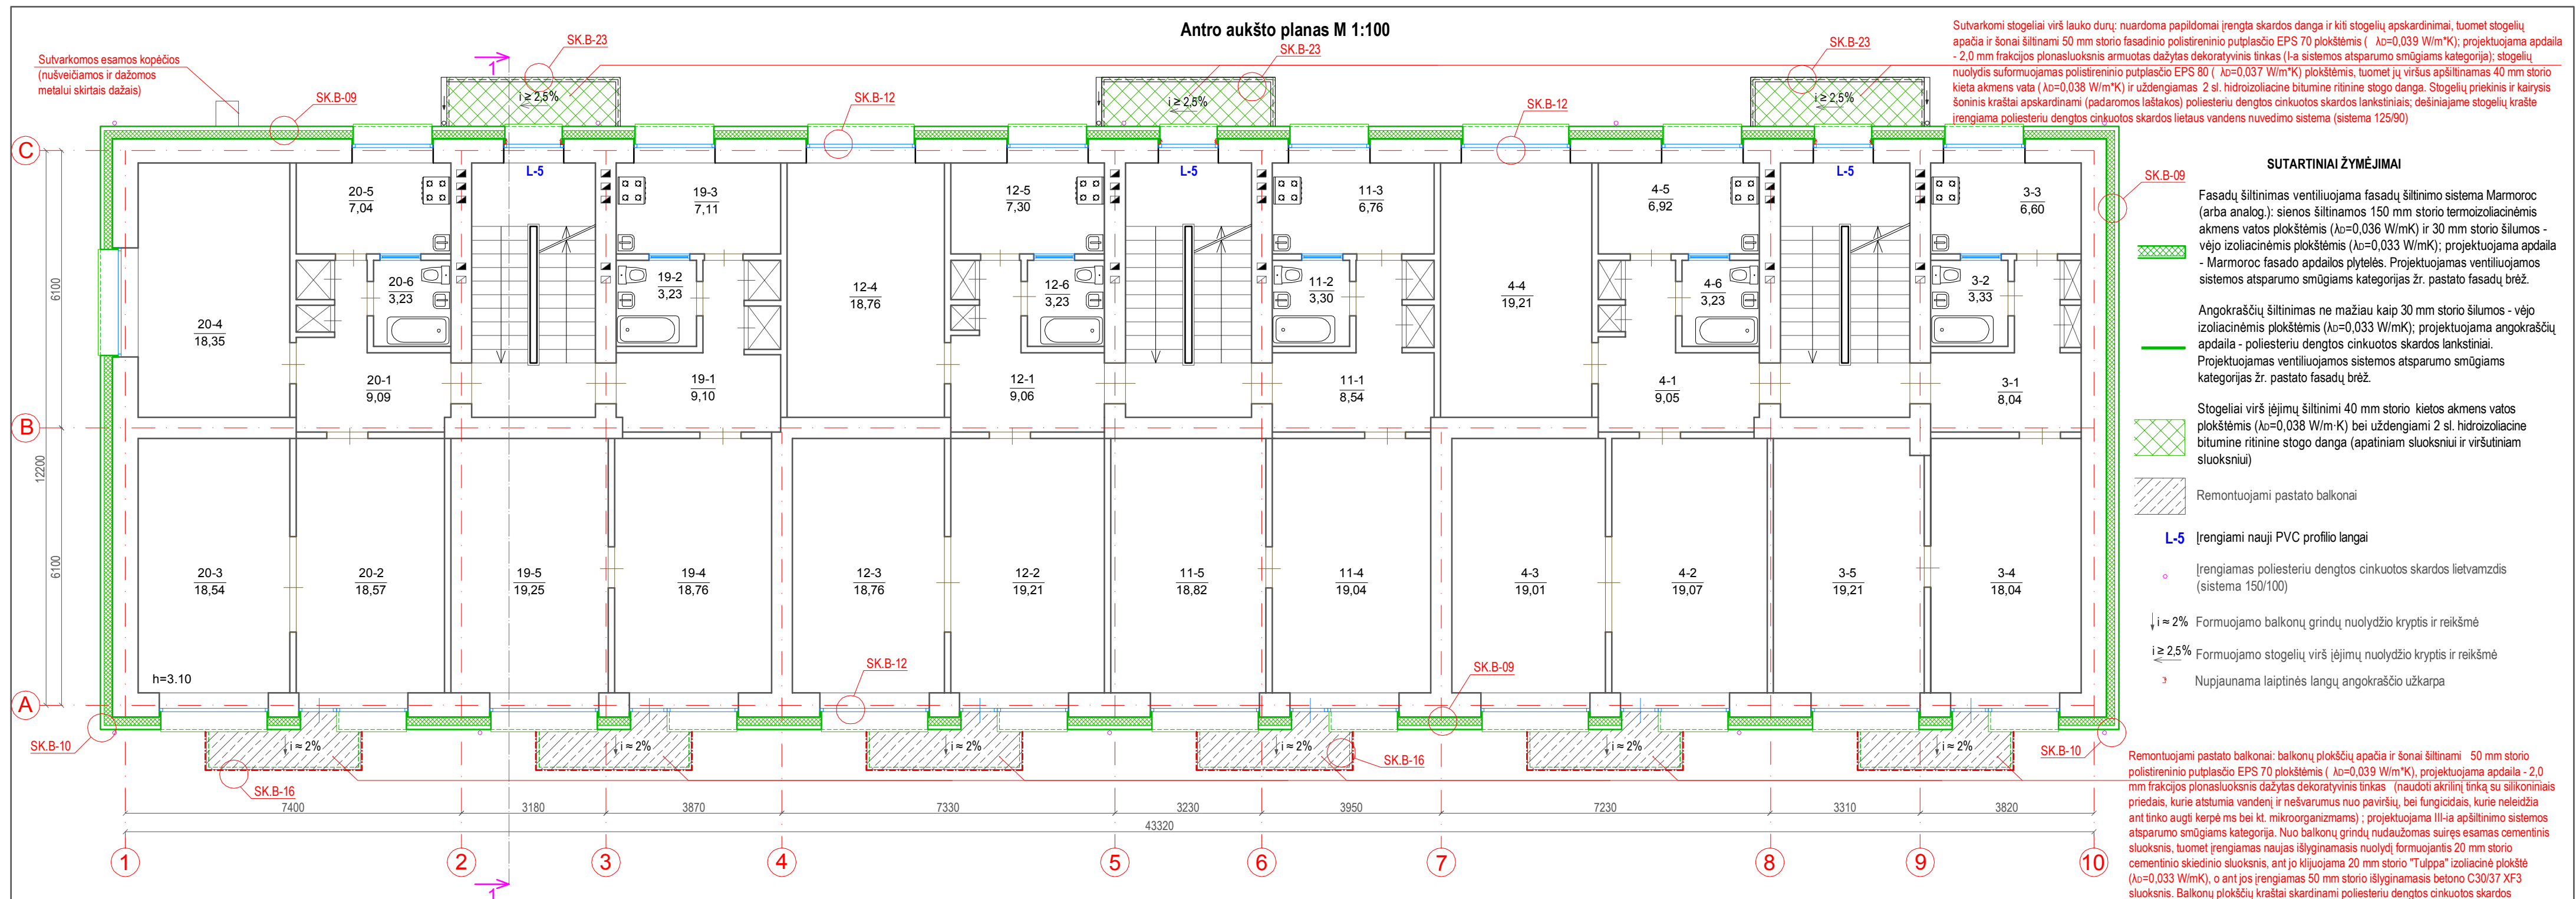 Antro aukšto planas M 1:100
Sutvarkomos esamos kopėčios
(nušveičiamos ir dažomos
metalui skirtais dažais)
SK.B-09
1
SK.B-23
SK.B-12
SK.B-23
SK.B-12
SK.B-23
Sutvarkomi stogeliai virš lauko durų: nuardoma papildomai įrengta skardos danga ir kiti stogelių apskardinimai, tuomet stogelių
apačia ir šonai šiltinami 50 mm storio fasadinio polistireninio putplasčio EPS 70 plokštėmis ( λD=0,039 W/m*K); projektuojama apdaila
- 2,0 mm frakcijos plonasluoksnis armuotas dažytas dekoratyvinis tinkas (I-a sistemos atsparumo smūgiams kategorija); stogelių
nuolydis suformuojamas polistireninio putplasčio EPS 80 ( λD=0,037 W/m*K) plokštėmis, tuomet jų viršus apšiltinamas 40 mm storio
kieta akmens vata (λD=0,038 W/m*K) ir uždengiamas 2 sl. hidroizoliacine bitumine ritinine stogo danga. Stogelių priekinis ir kairysis
šoninis kraštai apskardinami (padaromos laštakos) poliesteriu dengtos cinkuotos skardos lankstiniais; dešiniajame stogelių krašte
įrengiama poliesteriu dengtos cinkuotos skardos lietaus vandens nuvedimo sistema (sistema 125/90)
i ≥ 2,5%
i ≥ 2,5%
i ≥ 2,5%
C
L-5
L-5
L-5
SK.B-09
20-5
7,04
19-3
7,11
12-5
7,30
11-3
6,76
4-5
6,92
3-3
6,60
20-6
3,23
19-2
3,23
12-4
18,76
12-6
3,23
11-2
3,30
4-4
19,21
4-6
3,23
3-2
3,33
20-4
18,35
20-1
9,09
19-1
9,10
12-1
9,06
11-1
8,54
4-1
9,05
3-1
8,04
6100
B
12200
6100
20-3
18,54
20-2
18,57
19-5
19,25
19-4
18,76
12-3
18,76
12-2
19,21
11-5
18,82
11-4
19,04
4-3
19,01
4-2
19,07
3-5
19,21
3-4
18,04
h=3.10
A
SK.B-12
SK.B-09
SK.B-10
SK.B-10
i ≈ 2%
i ≈ 2%
i ≈ 2%
i ≈ 2%
i ≈ 2%
i ≈ 2%
SK.B-16
SK.B-16
7400
3180
3870
7330
3230
3950
7230
3310
3820
43320
1
2
3
4
5
6
7
8
9
10
1
SUTARTINIAI ŽYMĖJIMAI
Fasadų šiltinimas ventiliuojama fasadų šiltinimo sistema Marmoroc
(arba analog.): sienos šiltinamos 150 mm storio termoizoliacinėmis
akmens vatos plokštėmis (λD=0,036 W/mK) ir 30 mm storio šilumos -
vėjo izoliacinėmis plokštėmis (λD=0,033 W/mK); projektuojama apdaila
- Marmoroc fasado apdailos plytelės. Projektuojamas ventiliuojamos
sistemos atsparumo smūgiams kategorijas žr. pastato fasadų brėž.
Angokraščių šiltinimas ne mažiau kaip 30 mm storio šilumos - vėjo
izoliacinėmis plokštėmis (λD=0,033 W/mK); projektuojama angokraščių
apdaila - poliesteriu dengtos cinkuotos skardos lankstiniai.
Projektuojamas ventiliuojamos sistemos atsparumo smūgiams
kategorijas žr. pastato fasadų brėž.
Stogeliai virš įėjimų šiltinimi 40 mm storio kietos akmens vatos
plokštėmis (λD=0,038 W/m·K) bei uždengiami 2 sl. hidroizoliacine
bitumine ritinine stogo danga (apatiniam sluoksniui ir viršutiniam
sluoksniui)
Remontuojami pastato balkonai
L-5 Įrengiami nauji PVC profilio langai
Įrengiamas poliesteriu dengtos cinkuotos skardos lietvamzdis
(sistema 150/100)
i ≈ 2% Formuojamo balkonų grindų nuolydžio kryptis ir reikšmė
i ≥ 2,5% Formuojamo stogelių virš įėjimų nuolydžio kryptis ir reikšmė
Nupjaunama laiptinės langų angokraščio užkarpa
Remontuojami pastato balkonai: balkonų plokščių apačia ir šonai šiltinami 50 mm storio
polistireninio putplasčio EPS 70 plokštėmis ( λD=0,039 W/m*K), projektuojama apdaila - 2,0
mm frakcijos plonasluoksnis dažytas dekoratyvinis tinkas (naudoti akrilinį tinką su silikoniniais
priedais, kurie atstumia vandenį ir nešvarumus nuo paviršių, bei fungicidais, kurie neleidžia
ant tinko augti kerpėms bei kt. mikroorganizmams) ; projektuojama III-ia apšiltinimo sistemos
atsparumo smūgiams kategorija. Nuo balkonų grindų nudaužomas suiręs esamas cementinis
sluoksnis, tuomet įrengiamas naujas išlyginamasis nuolydį formuojantis 20 mm storio
cementinio skiedinio sluoksnis, ant jo klijuojama 20 mm storio "Tulppa" izoliacinė plokštė
(λD=0,033 W/mK), o ant jos įrengiamas 50 mm storio išlyginamasis betono C30/37 XF3
sluoksnis. Balkonų plokščių kraštai skardinami poliesteriu dengtos cinkuotos skardos